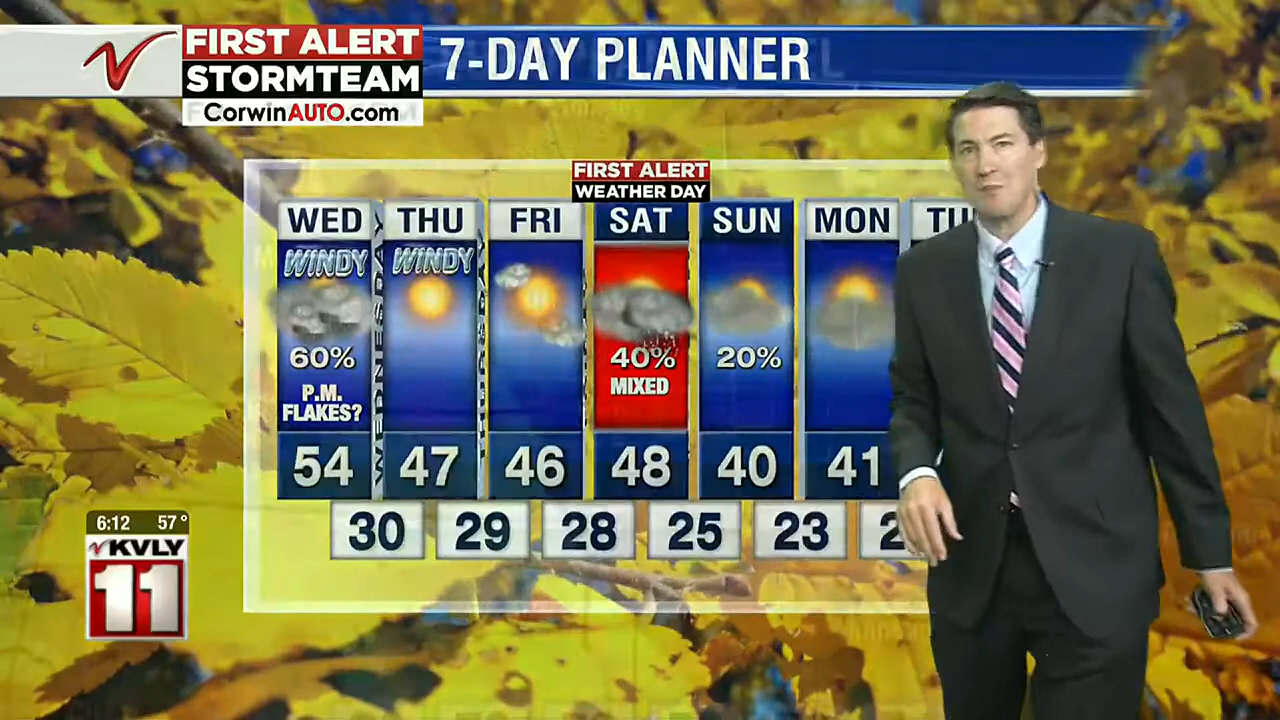 FIRST ALERT
STORMTEAM
CorwinAUTO.com
7-DAY PLANNER
FIRST ALERT
WEATHER DAY
WED THU FRI SAT SUN MON TU
WINDY WINDY
60% 40% 20%
P.M.
FLAKES?
MIXED
54 47 46 48 40 41
30 29 28 25 23 2
6:12 57°
KVLY
11